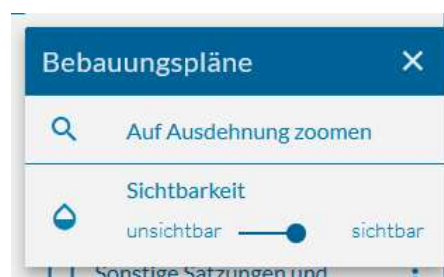 Bebauungspläne
Auf Ausdehnung zoomen
Sichtbarkeit
unsichtbar sichtbar
Sonstige Satzungen und